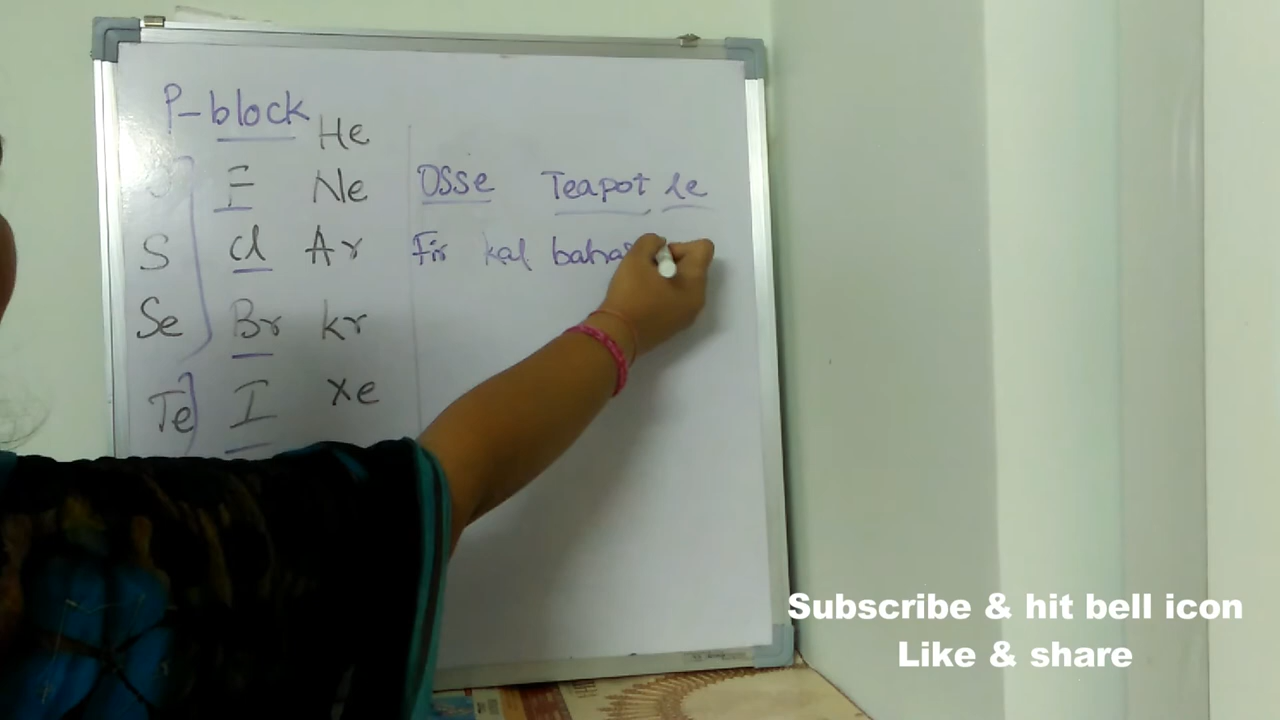 P-block
He
F Ne
S Cl Ar
Se Br kr
Te I Xe
OSSe Teapot le
Fir kal
Subscribe & hit bell icon
Like & share